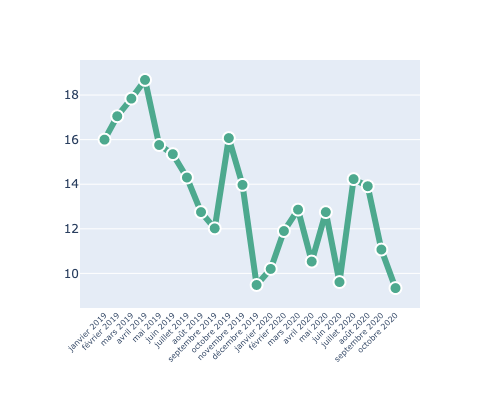 18
16
14
12
10
janvier 2019
février 2019
mars 2019
avril 2019
mai 2019
juin 2019
juillet 2019
août 2019
septembre 2019
octobre 2019
novembre 2019
décembre 2019
janvier 2020
février 2020
mars 2020
avril 2020
mai 2020
juin 2020
juillet 2020
août 2020
septembre 2020
octobre 2020